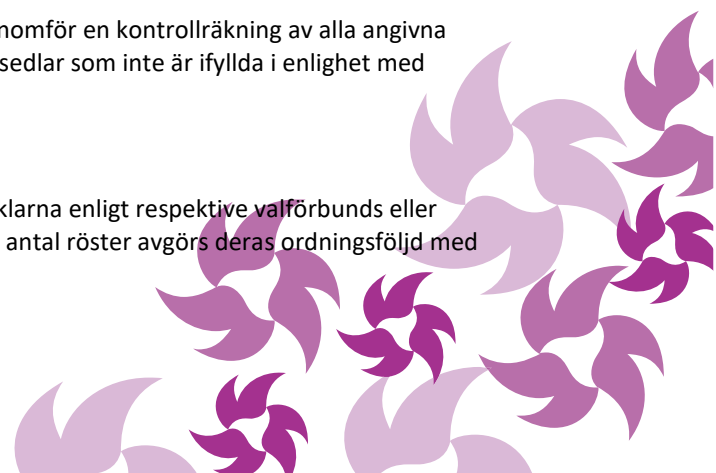 nomför en kontrollräkning av alla angivna
sedlar som inte är ifyllda i enlighet med
klarna enligt respektive valförbunds eller
antal röster avgörs deras ordningsföljd med